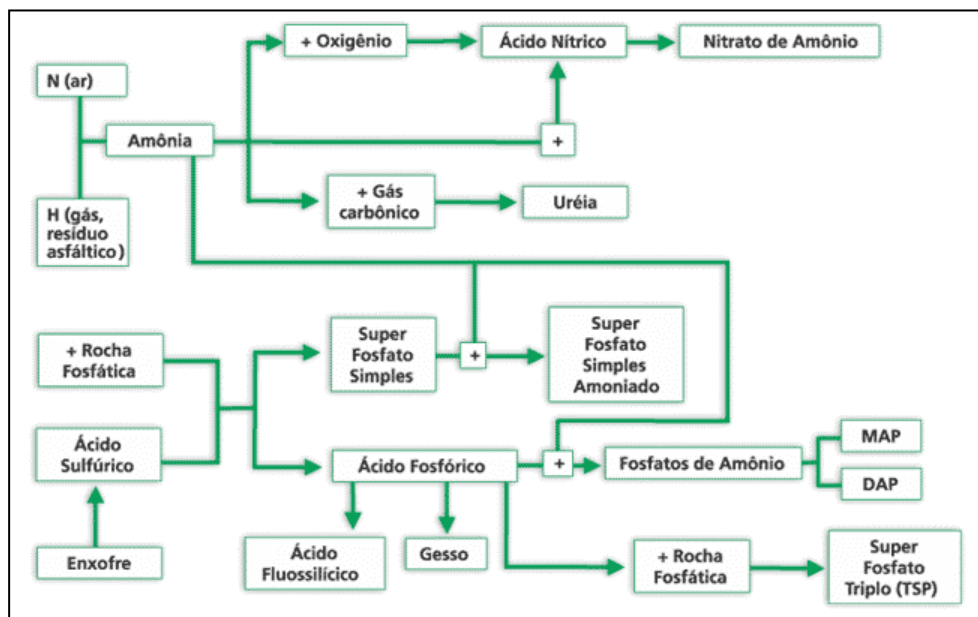 + Oxigênio
Ácido Nítrico
Nitrato de Amônio
N (ar)
Amônia
+
H (gás,
resíduo
asfáltico)
+ Gás
carbônico
Uréia
+ Rocha
Fosfática
Super
Fosfato
Simples
+
Super
Fosfato
Simples
Amoniado
Ácido
Sulfúrico
Ácido Fosfórico
+
Fosfatos de Amônio
MAP
DAP
Enxofre
Ácido
Fluossilícico
Gesso
+ Rocha
Fosfática
Super
Fosfato
Triplo (TSP)